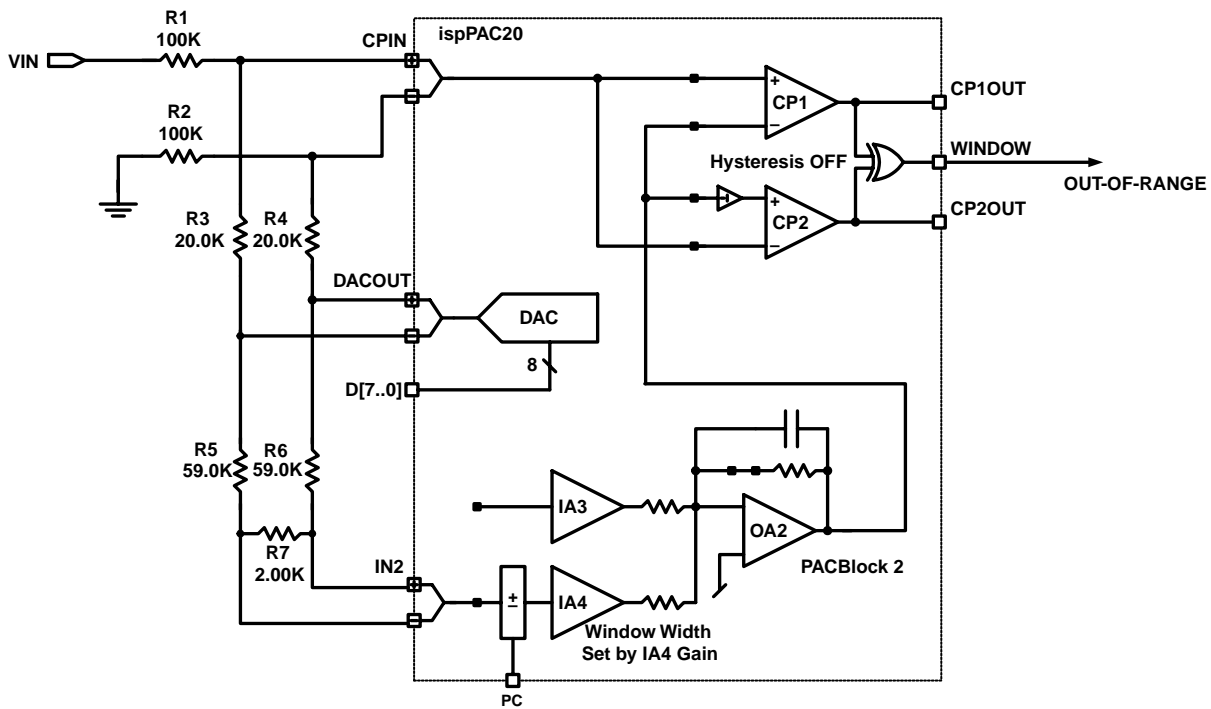 R1
100K
VIN
R2
100K
R3
20.0K
R4
20.0K
R5
59.0K
R6
59.0K
R7
2.00K
CPIN
ispPAC20
DACOUT
DAC
8
D[7..0]
IN2
+
CP1
–
Hysteresis OFF
-1
+
CP2
–
CP1OUT
WINDOW
OUT-OF-RANGE
CP2OUT
IA3
OA2
PACBlock 2
±
IA4
Window Width
Set by IA4 Gain
PC